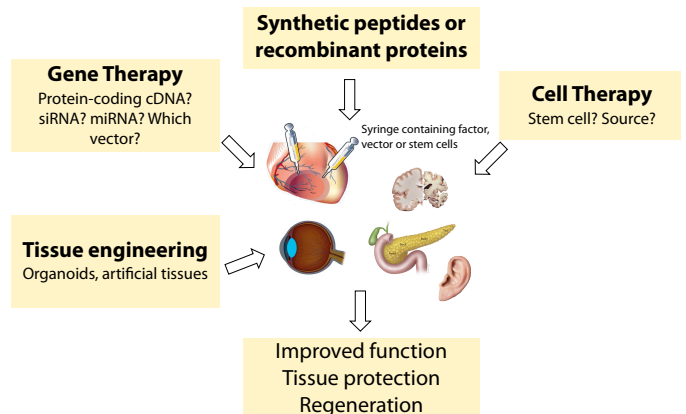 Synthetic peptides or
recombinant proteins
Gene Therapy
Protein-coding cDNA?
siRNA? miRNA? Which
vector?
Cell Therapy
Stem cell? Source?
Syringe containing factor,
vector or stem cells
Tissue engineering
Organoids, artificial tissues
Improved function
Tissue protection
Regeneration